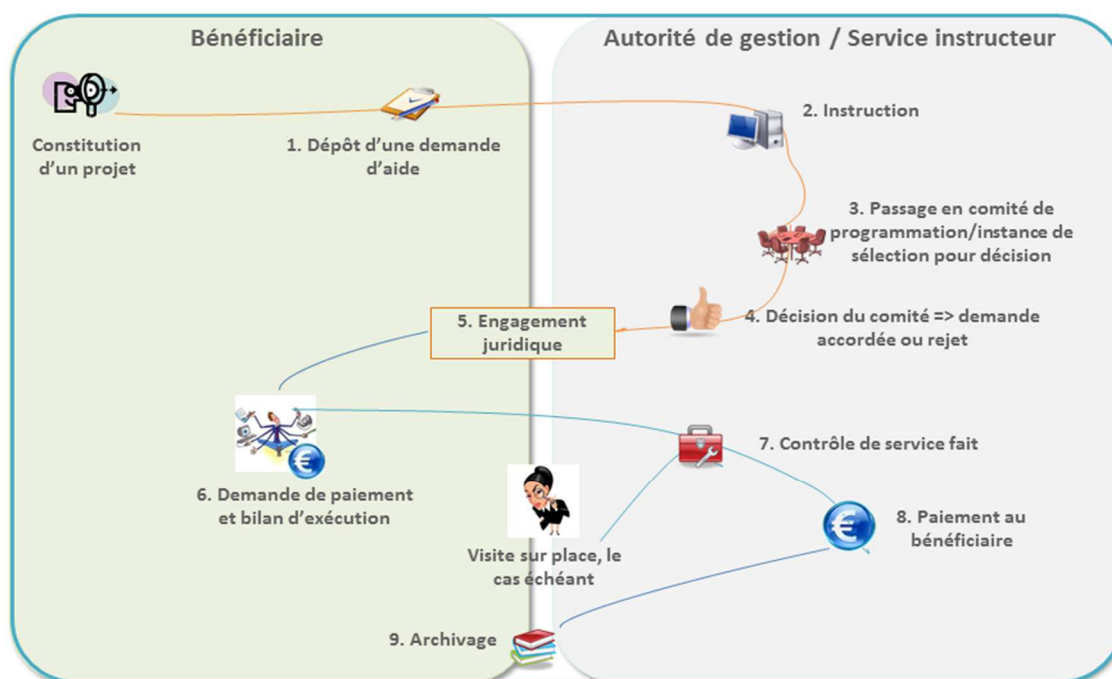 Bénéficiaire
Autorité de gestion / Service instructeur
Constitution
d'un projet
1. Dépôt d'une demande
d'aide
2. Instruction
3. Passage en comité de
programmation/instance de
sélection pour décision
4. Décision du comité => demande
accordée ou rejet
5. Engagement
juridique
6. Demande de paiement
et bilan d'exécution
7. Contrôle de service fait
Visite sur place, le
cas échéant
8. Paiement au
bénéficiaire
9. Archivage